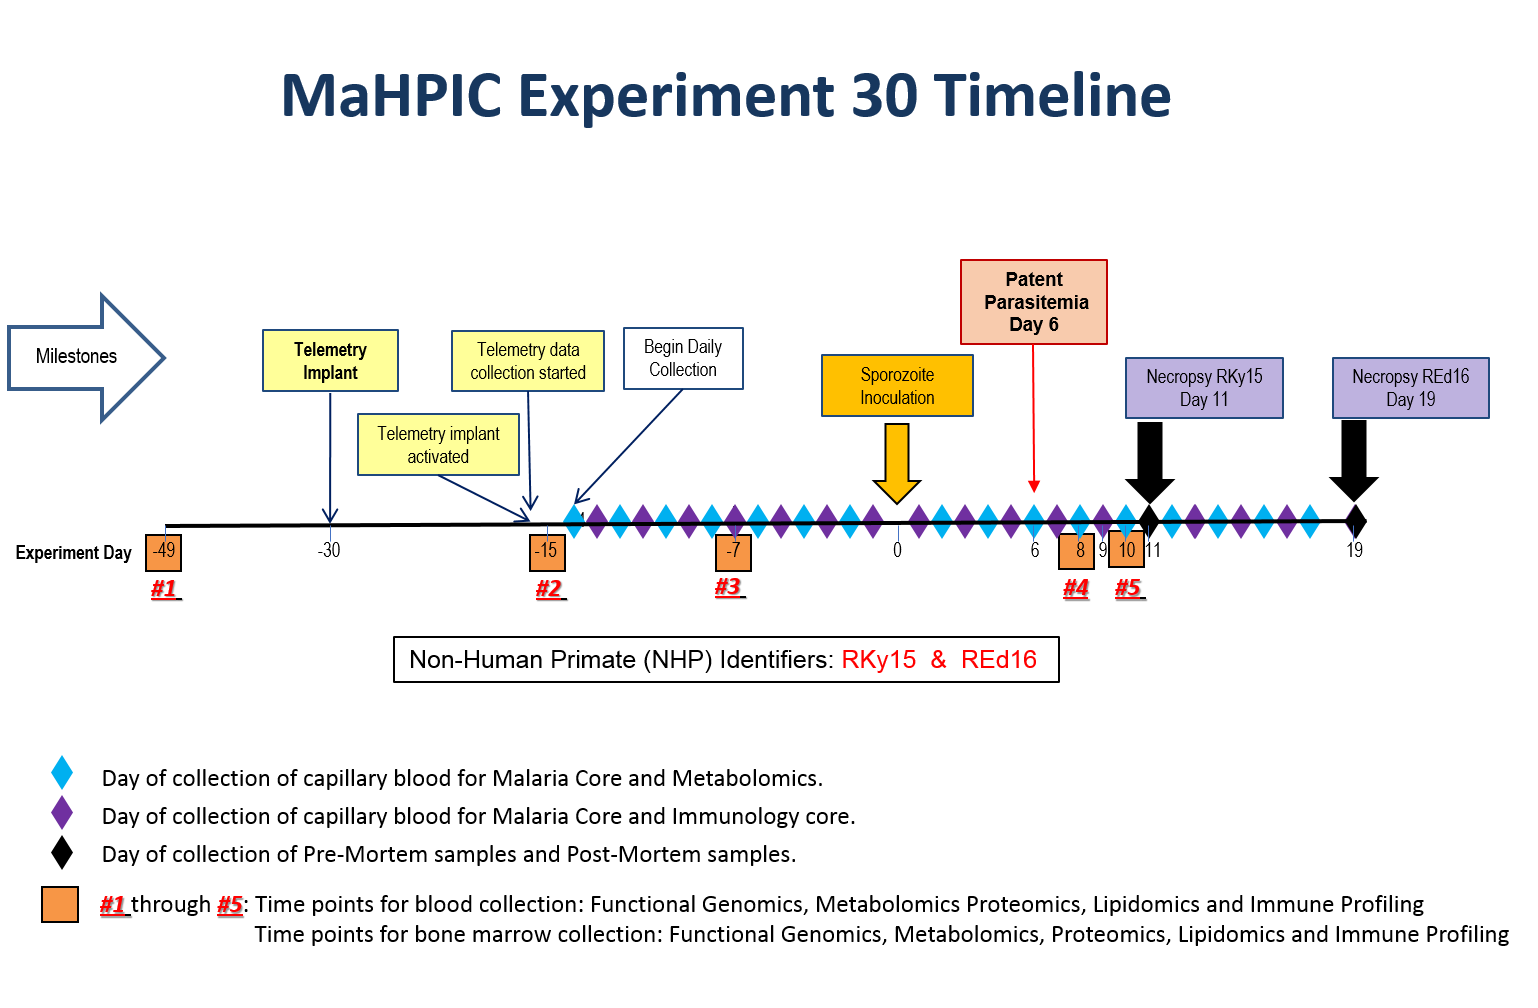 MaHPIC Experiment 30 Timeline
Patent
Parasitemia
Day 6
Milestones
Telemetry
Implant
Telemetry data
collection started
Begin Daily
Collection
Sporozoite
Inoculation
Necropsy RKy15
Day 11
Necropsy REd16
Day 19
Telemetry implant
activated
Experiment Day
-49
-30
-15
-7
0
6
8
9
10
11
19
#1
#2
#3
#4
#5
Non-Human Primate (NHP) Identifiers: RKy15 & REd16
Day of collection of capillary blood for Malaria Core and Metabolomics.
Day of collection of capillary blood for Malaria Core and Immunology core.
Day of collection of Pre-Mortem samples and Post-Mortem samples.
#1 through #5: Time points for blood collection: Functional Genomics, Metabolomics Proteomics, Lipidomics and Immune Profiling
Time points for bone marrow collection: Functional Genomics, Metabolomics, Proteomics, Lipidomics and Immune Profiling